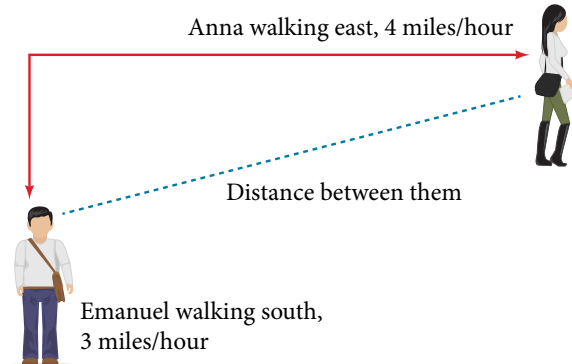 Anna walking east, 4 miles/hour
Distance between them
Emanuel walking south,
3 miles/hour